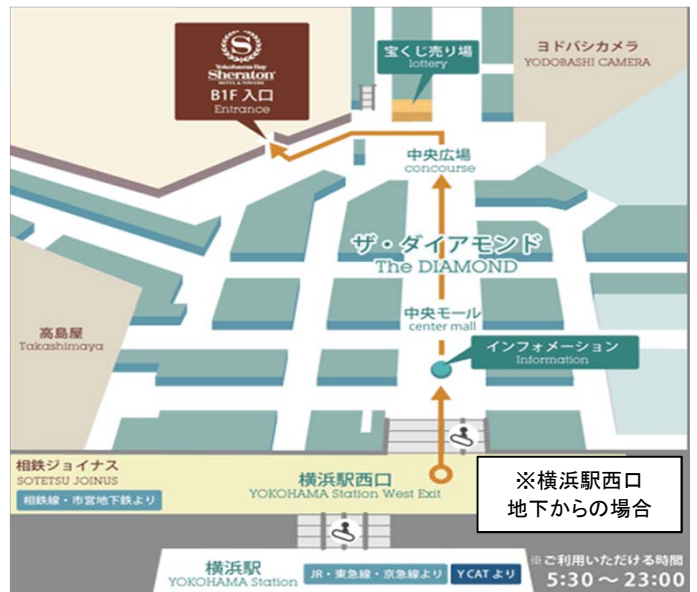 Yokohama Bay
Sheraton
HOTEL & TOWERS
B1F 入口
Entrance
宝くじ売り場
lottery
ヨドバシカメラ
YODOBASHI CAMERA
中央広場
concourse
ザ・ダイアモンド
The DIAMOND
中央モール
center mall
高島屋
Takashimaya
インフォメーション
Information
相鉄ジョイナス
SOTETSU JOINUS
相鉄線・市営地下鉄より
横浜駅西口
YOKOHAMA Station West Exit
※横浜駅西口
地下からの場合
横浜駅
YOKOHAMA Station
JR・東急線・京急線より
YCATより
※ご利用いただける時間
5:30～23:00